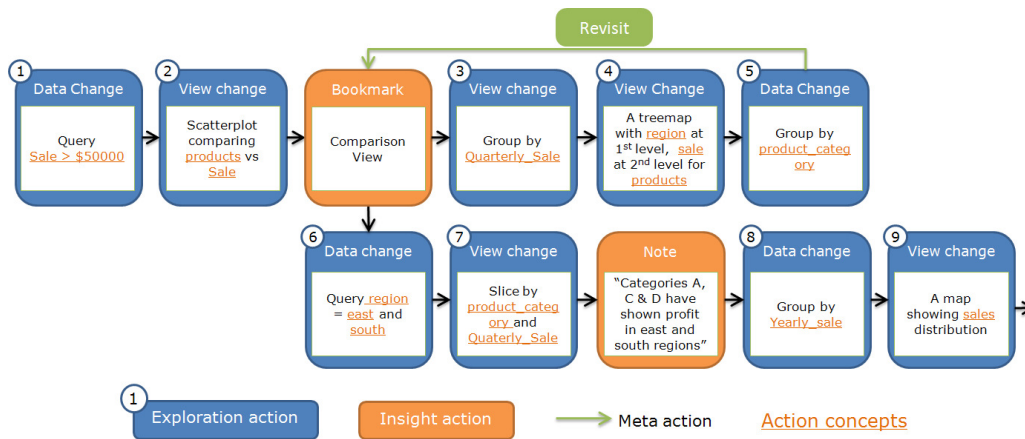 Revisit
1
Data Change
Query
Sale > $50000
2
View change
Scatterplot
comparing
products vs
Sale
Bookmark
Comparison
View
3
View change
Group by
Quarterly_Sale
4
View Change
A treemap
with region at
1st level, sale
at 2nd level for
products
5
Data Change
Group by
product_categ
ory
6
Data change
Query region
= east and
south
7
View change
Slice by
product_categ
ory and
Quaterly_Sale
Note
“Categories A,
C & D have
shown profit
in east and
south regions”
8
Data change
Group by
Yearly_sale
9
View change
A map
showing sales
distribution
1
Exploration action
Insight action
Meta action
Action concepts